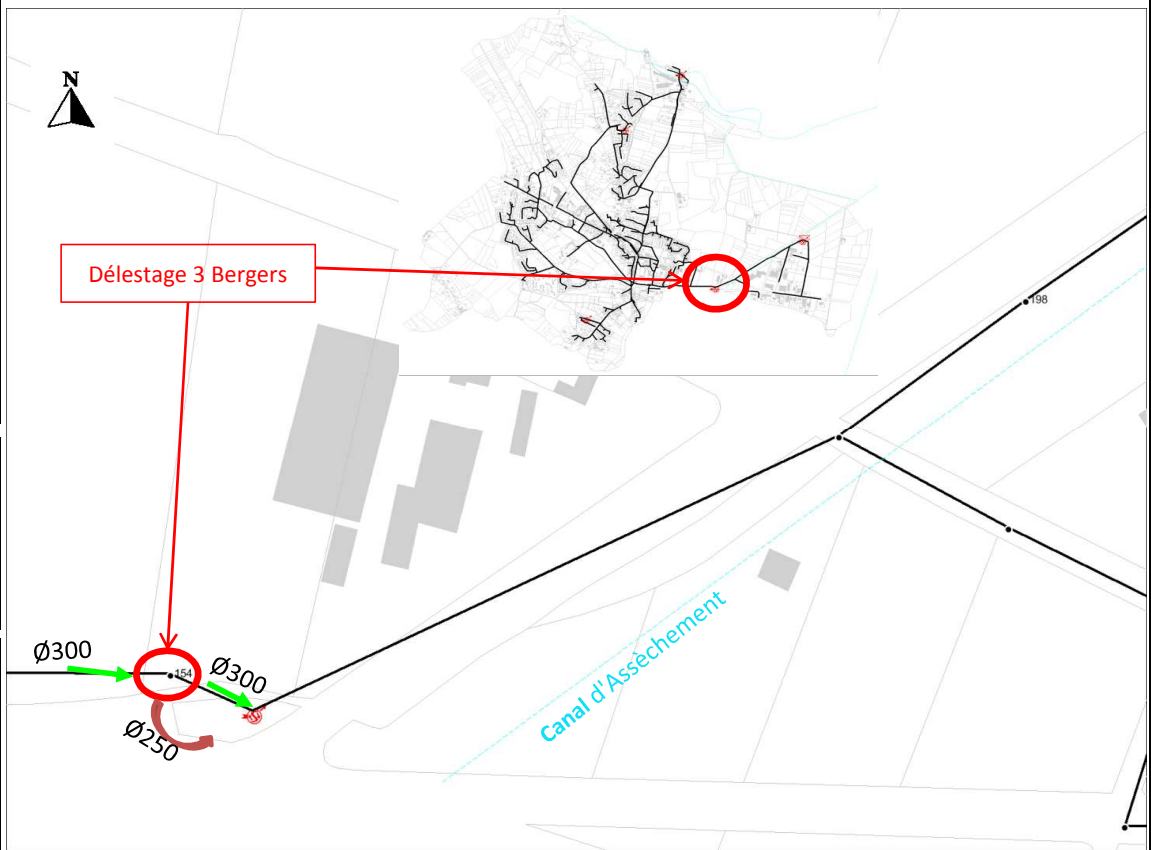 N
Délestage 3 Bergers
198
Ø300
154
Ø300
Ø250
Canal d'Assèchement